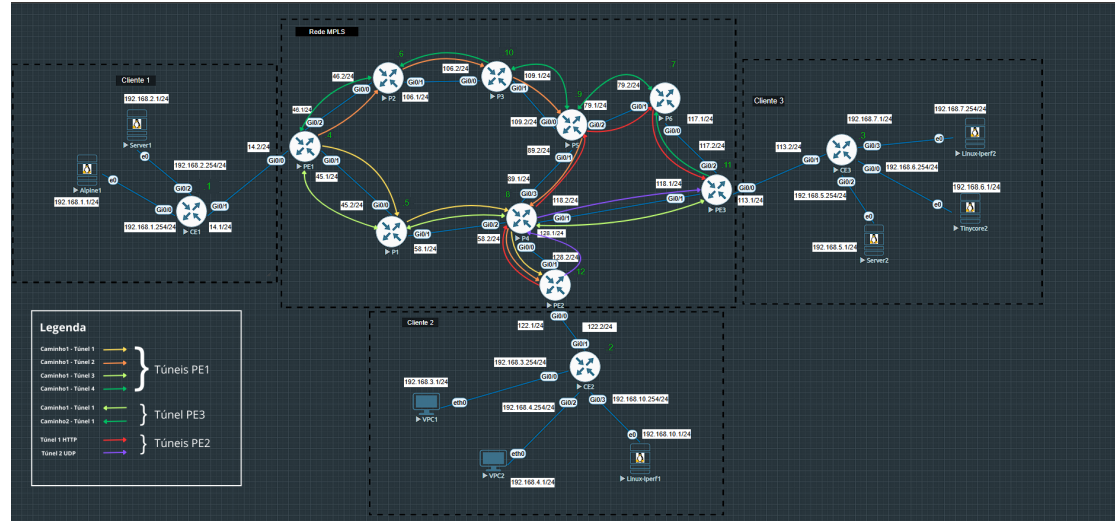 Rede MPLS
Cliente 1
192.168.2.1/24
Server1
e0
192.168.2.254/24
Gi0/2
Alpine1
e0
192.168.1.1/24
Gi0/0
192.168.1.254/24
1
CE1
Gi0/1
14.1/24
14.2/24
Gi0/0
4
PE1
46.1/24
Gi0/2
Gi0/1
45.1/24
46.2/24
6
Gi0/0
P2
Gi0/1
106.1/24
106.2/24
10
Gi0/0
P3
Gi0/1
109.1/24
109.2/24
9
Gi0/0
P5
79.1/24
Gi0/2
Gi0/1
89.2/24
79.2/24
7
Gi0/1
P6
Gi0/0
117.1/24
117.2/24
Gi0/2
11
PE3
118.1/24
Gi0/1
Gi0/0
113.1/24
45.2/24
Gi0/0
5
P1
Gi0/1
58.1/24
89.1/24
Gi0/3
8
P4
Gi0/2
58.2/24
118.2/24
Gi0/1
128.1/24
Gi0/0
128.2/24
Gi0/1
12
PE2
Gi0/0
122.1/24
Cliente 3
113.2/24
Gi0/1
3
CE3
192.168.7.1/24
Gi0/3
192.168.7.254/24
e0
Linux-Iperf2
Gi0/0
192.168.6.254/24
192.168.6.1/24
e0
Tinycore2
Gi0/2
192.168.5.254/24
e0
192.168.5.1/24
Server2
Cliente 2
122.2/24
Gi0/1
2
CE2
192.168.3.254/24
Gi0/0
192.168.3.1/24
eth0
VPC1
192.168.4.254/24
Gi0/2
eth0
VPC2
192.168.4.1/24
192.168.10.254/24
Gi0/3
e0
192.168.10.1/24
Linux-Iperf1
Legenda
Caminho1 - Túnel 1
Caminho1 - Túnel 2
Caminho1 - Túnel 3
Caminho1 - Túnel 4
Túneis PE1
Caminho1 - Túnel 1
Caminho2 - Túnel 1
Túnel PE3
Túnel 1 HTTP
Túnel 2 UDP
Túneis PE2